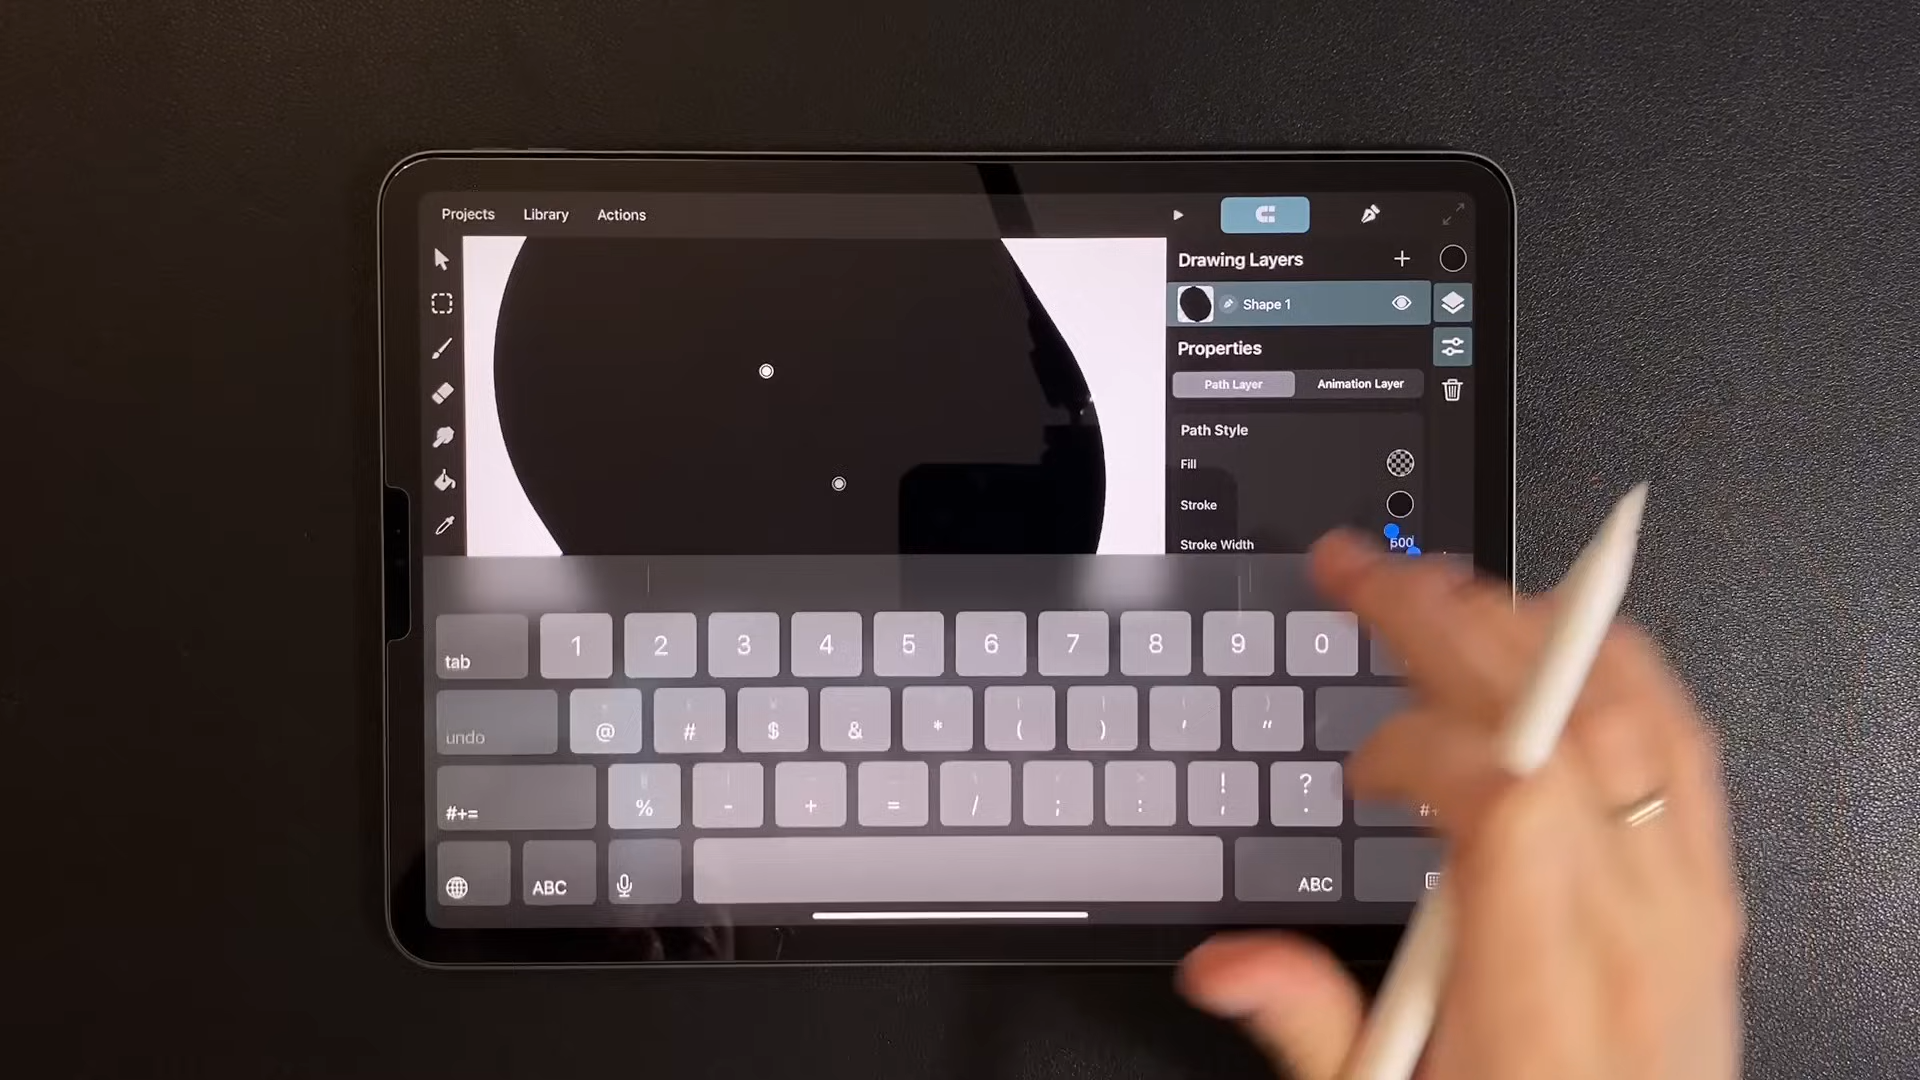 Projects Library Actions
Drawing Layers +
Shape 1
Properties
Path Layer Animation Layer
Path Style
Fill
Stroke
Stroke Width 500
tab 1 2 3 4 5 6 7 8 9 0
undo @ # $ & * ( ) ' "
#+= % - + = / ; : ! , ? .
ABC ABC